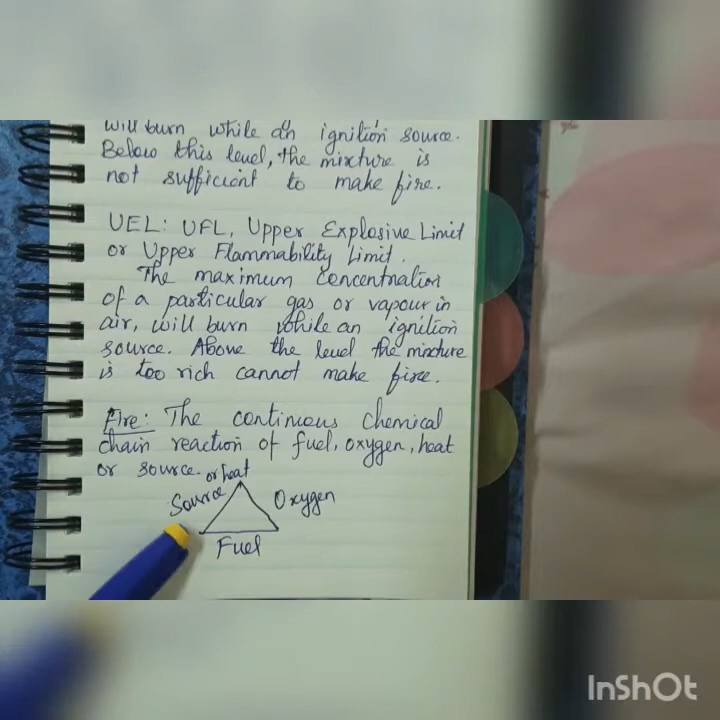 will burn while an ignition source.
Below this level, the mixture is
not sufficient to make fire.
UEL: UFL, Upper Explosive Limit
or Upper Flammability Limit.
The maximum concentration
of a particular gas or vapour in
air, will burn while an ignition
source. Above the level the mixture
is too rich cannot make fire.
Fire: The continuous chemical
chain reaction of fuel, oxygen, heat
or source.
or heat
Source
Oxygen
Fuel
InShOt